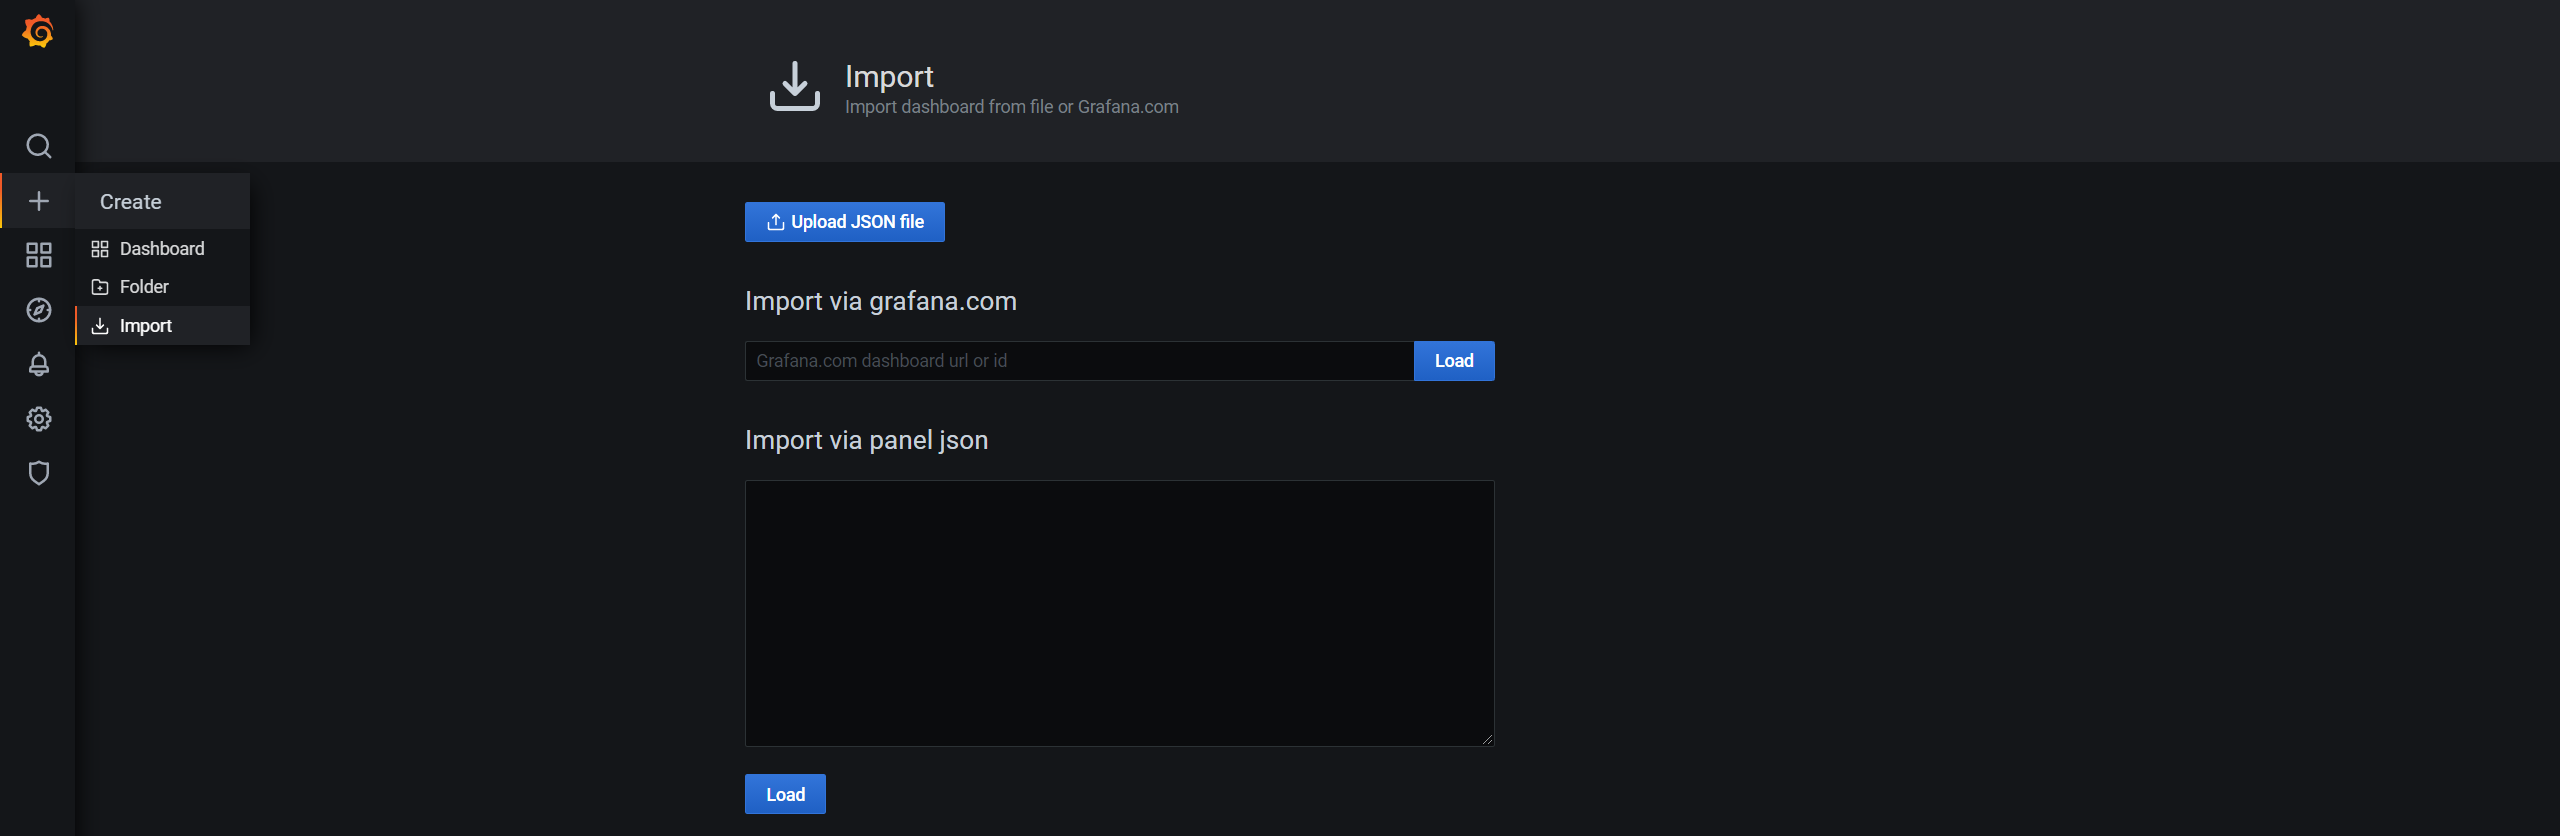 Import
Import dashboard from file or Grafana.com
Create
Dashboard
Folder
Import
Upload JSON file
Import via grafana.com
Grafana.com dashboard url or id
Load
Import via panel json
Load